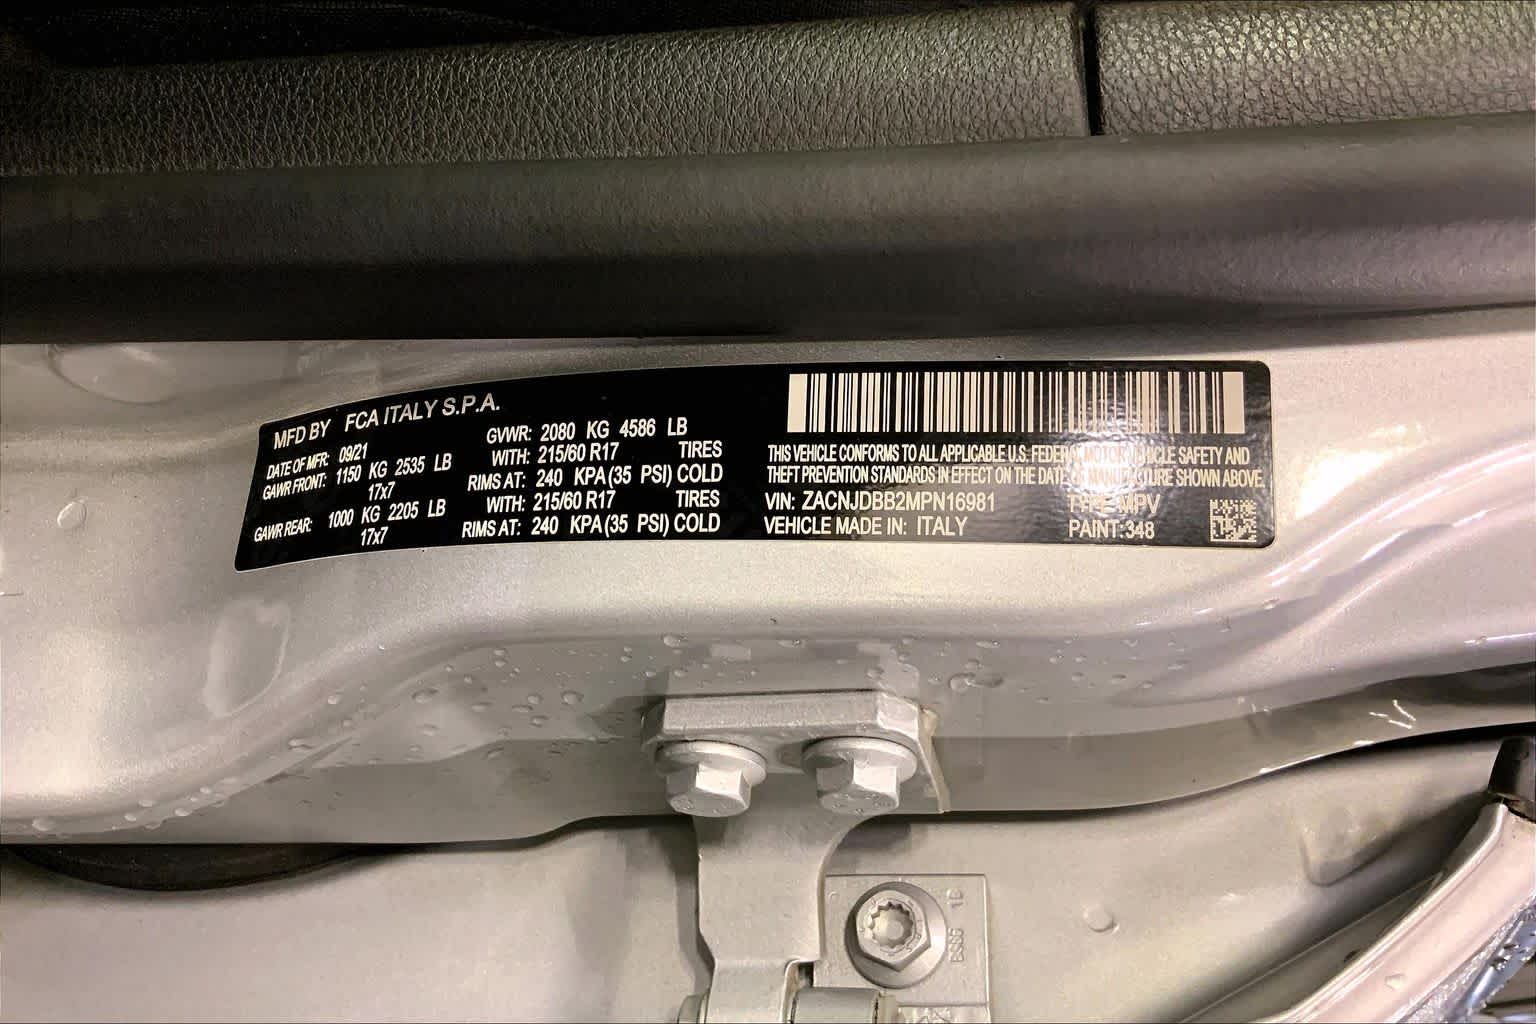 MFD BY FCA ITALY S.P.A.
DATE OF MFR: 09/21 GVWR: 2080 KG 4586 LB
GAWR FRONT: 1150 KG 2535 LB WITH: 215/60 R17 TIRES
17x7 RIMS AT: 240 KPA(35 PSI) COLD
GAWR REAR: 1000 KG 2205 LB WITH: 215/60 R17 TIRES
17x7 RIMS AT: 240 KPA(35 PSI) COLD
THIS VEHICLE CONFORMS TO ALL APPLICABLE U.S. FEDERAL MOTOR VEHICLE SAFETY AND
THEFT PREVENTION STANDARDS IN EFFECT ON THE DATE OF MANUFACTURE SHOWN ABOVE.
VIN: ZACNJDBB2MPN16981 TYPE: MPV
VEHICLE MADE IN: ITALY PAINT:348